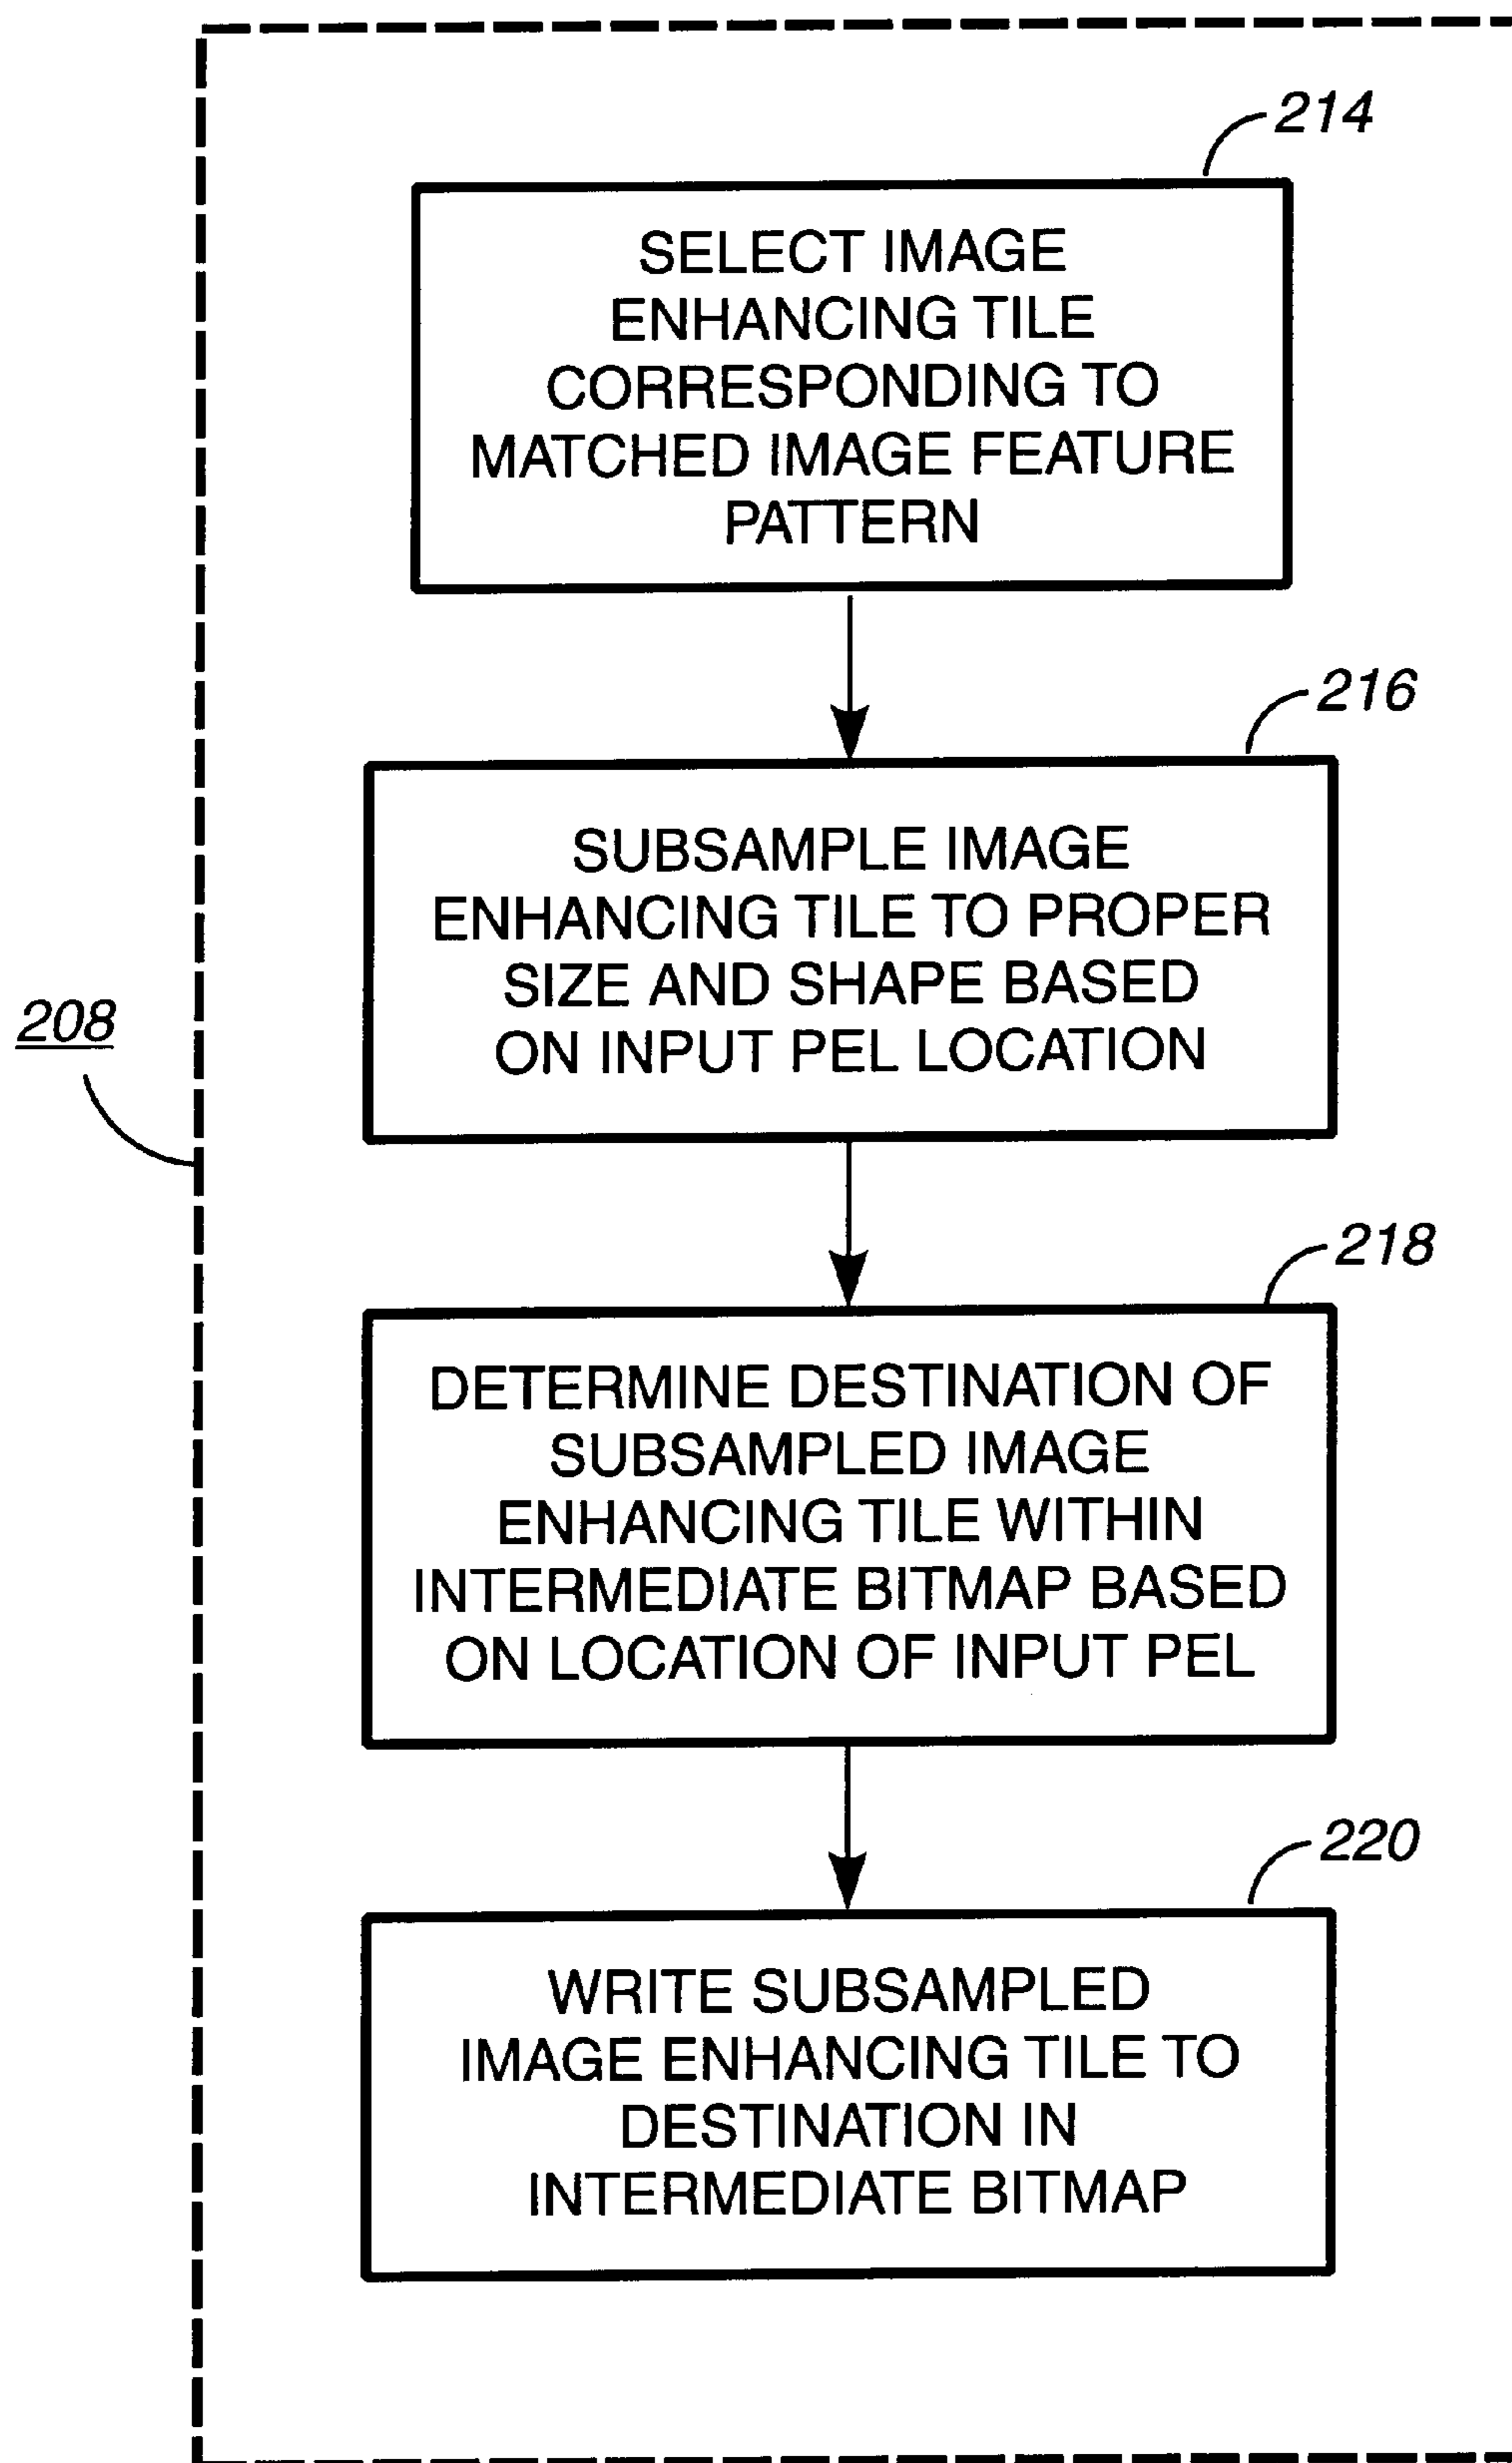 214
SELECT IMAGE
ENHANCING TILE
CORRESPONDING TO
MATCHED IMAGE FEATURE
PATTERN
216
SUBSAMPLE IMAGE
ENHANCING TILE TO PROPER
SIZE AND SHAPE BASED
ON INPUT PEL LOCATION
208
218
DETERMINE DESTINATION OF
SUBSAMPLED IMAGE
ENHANCING TILE WITHIN
INTERMEDIATE BITMAP BASED
ON LOCATION OF INPUT PEL
220
WRITE SUBSAMPLED
IMAGE ENHANCING TILE TO
DESTINATION IN
INTERMEDIATE BITMAP